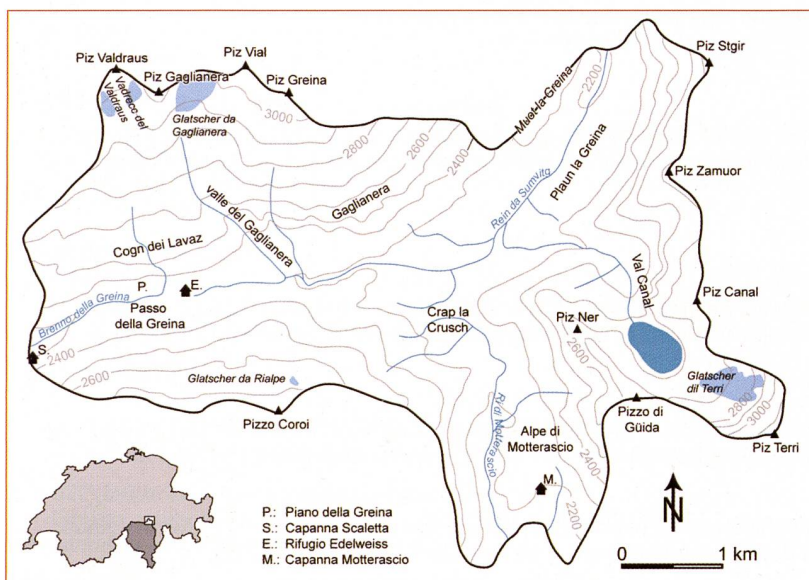 Piz Valdraus
Piz Vial
Piz Gaglianera
Piz Greina
Piz Stgir
Vadrecc del
Valdraus
Glatscher da
Gaglianera
3000
2800
2600
2400
2200
Muot la Greina
Plaun la Greina
Piz Zamuor
valle del Gaglianera
Gaglianera
Rein da Sumvitg
Cogn dei Lavaz
P.
E.
Passo
della Greina
Brenno della Greina
S.
2400
2600
Glatscher da Rialpe
Pizzo Coroi
Crap la
Crusch
Val Canal
Piz Canal
Piz Ner
2600
Glatscher
dil Terri
2800
3000
Pizzo di
Güida
Piz Terri
Ri di Motterascio
Alpe di
Motterascio
2400
M.
2200
P.: Piano della Greina
S.: Capanna Scaletta
E.: Rifugio Edelweiss
M.: Capanna Motterascio
N
0 1 km